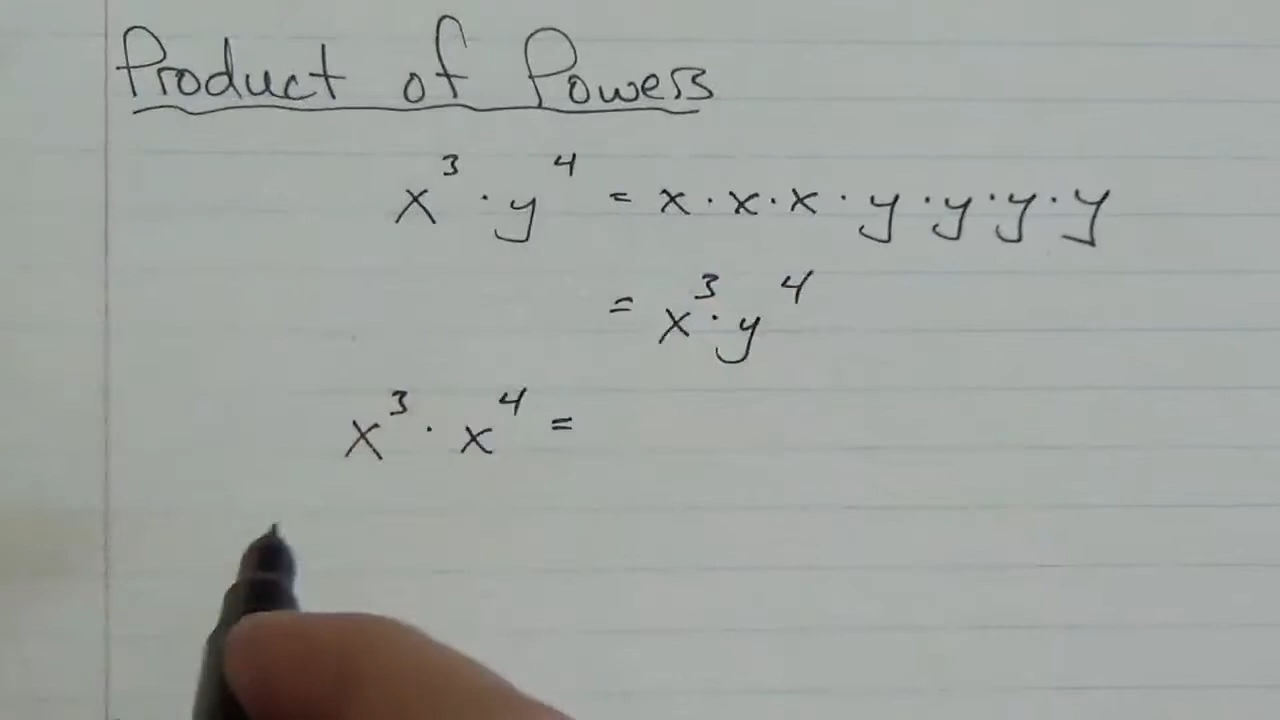 Product of Powers
x³ · y⁴ = x · x · x · y · y · y · y
= x³ · y⁴
x³ · x⁴ =